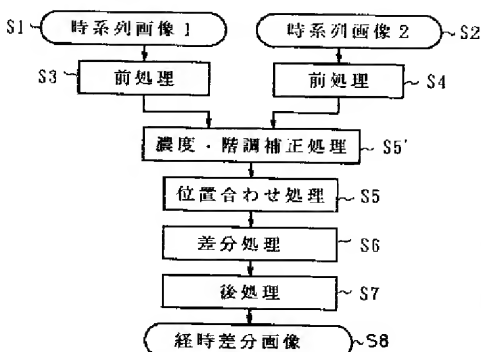 S1 時系列画像1 時系列画像2 S2
S3 前処理 前処理 S4
濃度・階調補正処理 S5'
位置合わせ処理 S5
差分処理 S6
後処理 S7
経時差分画像 S8